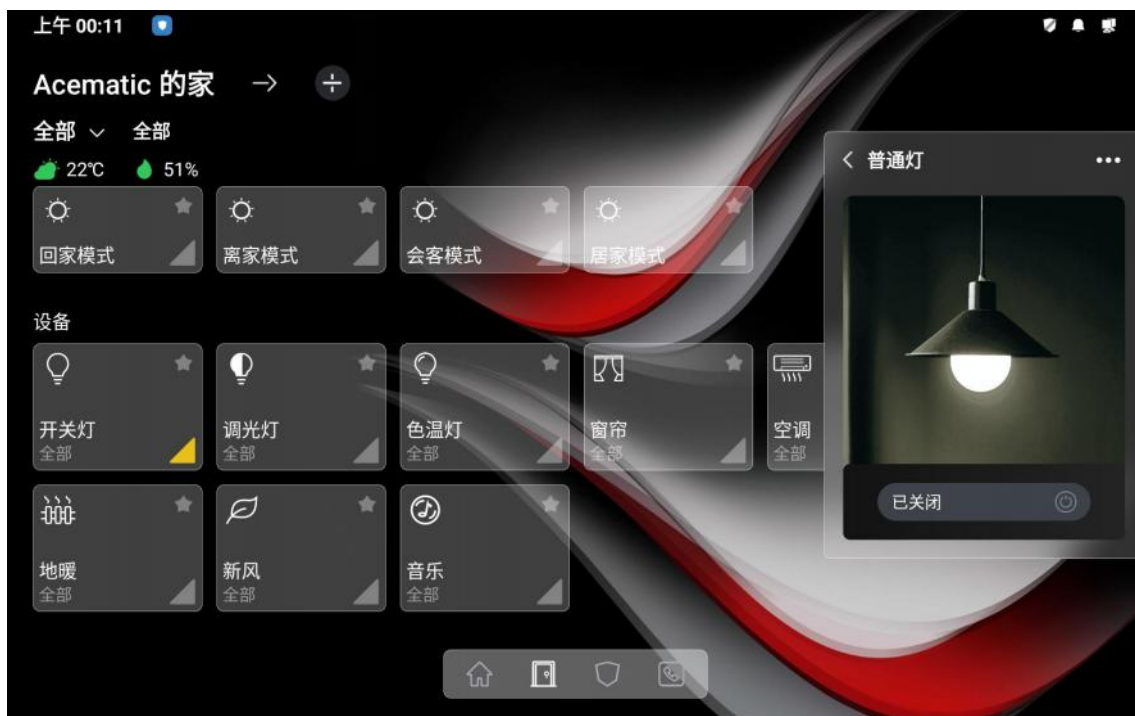 上午 00:11
Acematic 的家
全部 全部
22℃ 51%
回家模式 离家模式 会客模式 居家模式
设备
开关灯 调光灯 色温灯 窗帘 空调
全部 全部 全部 全部 全部
地暖 新风 音乐
全部 全部 全部
普通灯
已关闭